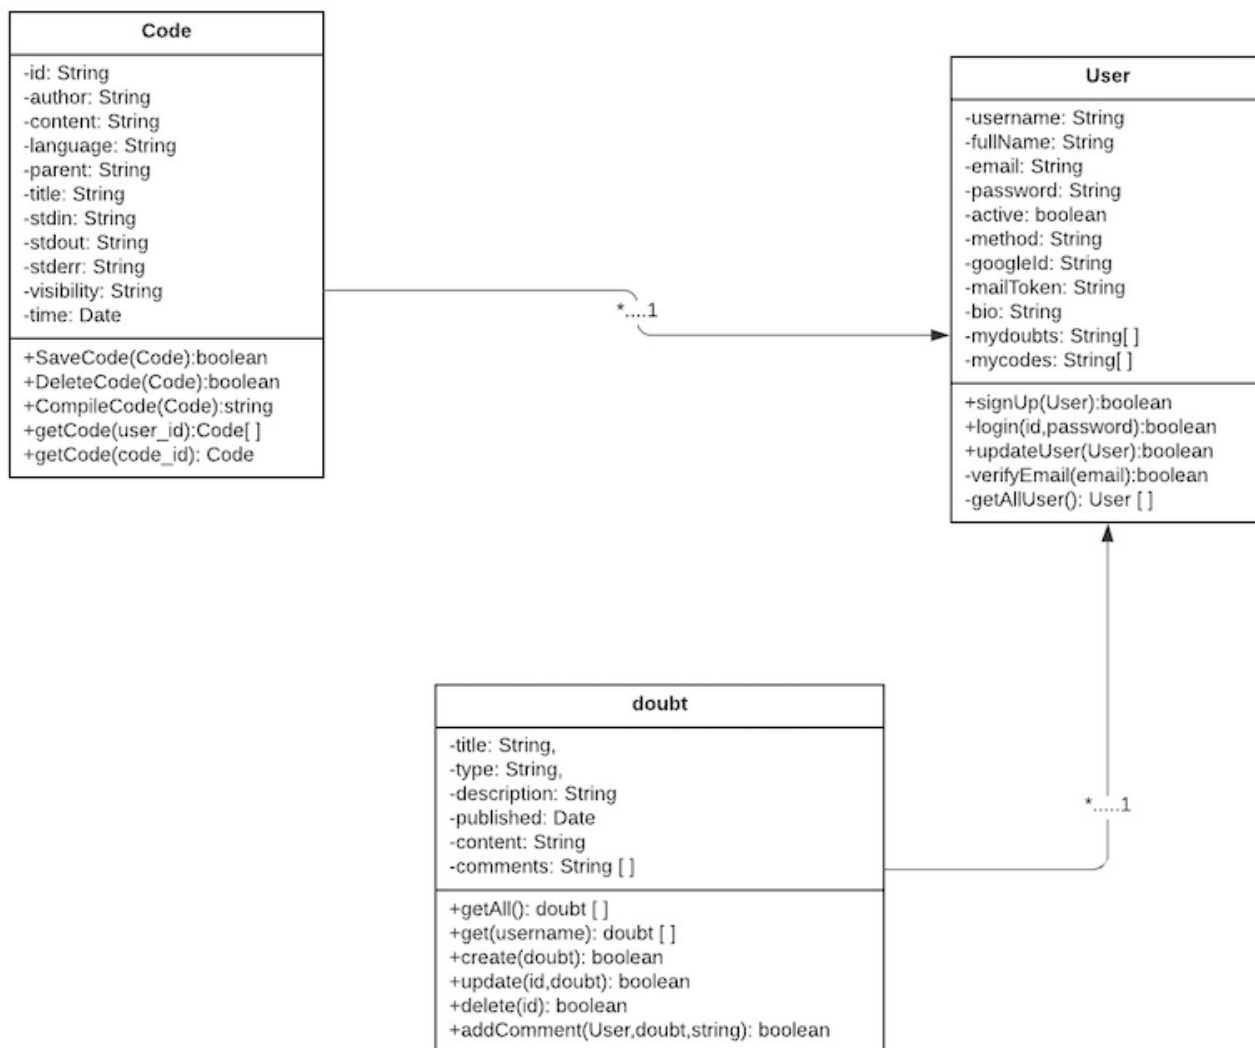 Code
-id: String
-author: String
-content: String
-language: String
-parent: String
-title: String
-stdin: String
-stdout: String
-stderr: String
-visibility: String
-time: Date
+SaveCode(Code):boolean
+DeleteCode(Code):boolean
+CompileCode(Code):string
+getCode(user_id):Code[ ]
+getCode(code_id): Code
*....1
User
-username: String
-fullName: String
-email: String
-password: String
-active: boolean
-method: String
-googleId: String
-mailToken: String
-bio: String
-mydoubts: String[ ]
-mycodes: String[ ]
+signUp(User):boolean
+login(id,password):boolean
+updateUser(User):boolean
-verifyEmail(email):boolean
-getAllUser(): User [ ]
doubt
-title: String,
-type: String,
-description: String
-published: Date
-content: String
-comments: String [ ]
+getAll(): doubt [ ]
+get(username): doubt [ ]
+create(doubt): boolean
+update(id,doubt): boolean
+delete(id): boolean
+addComment(User,doubt,string): boolean
*.....1